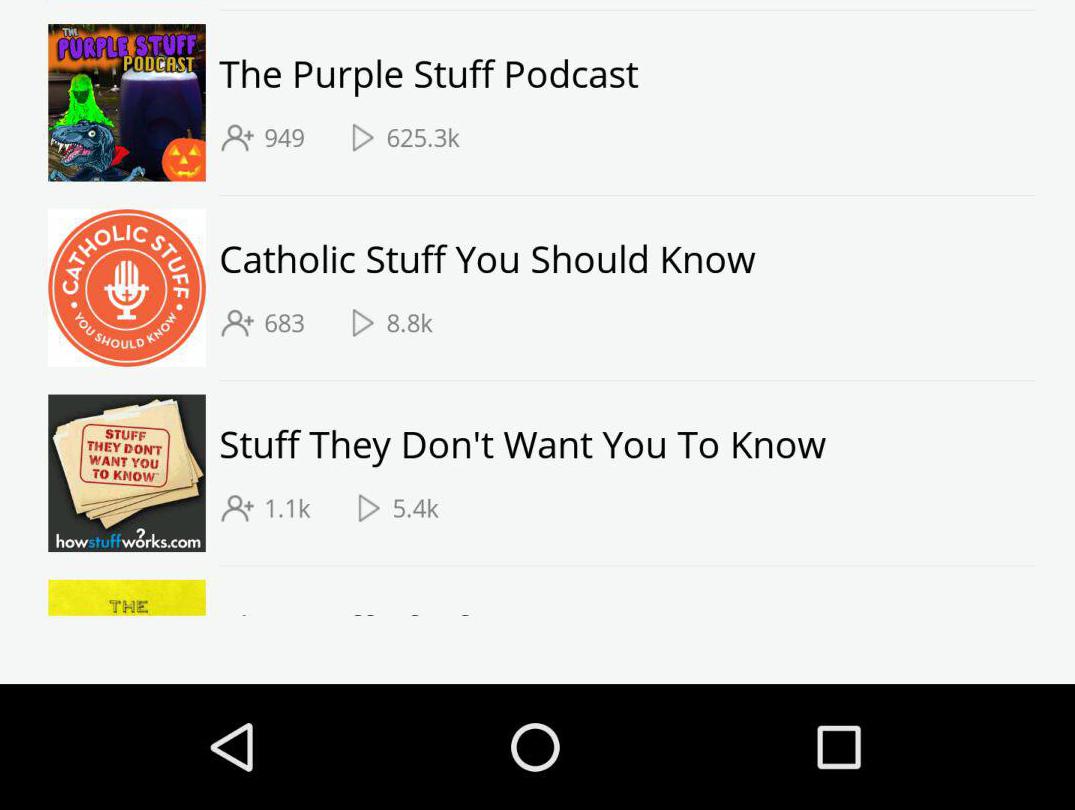 THE
PURPLE STUFF
PODCAST
The Purple Stuff Podcast
949 625.3k
CATHOLIC STUFF
• YOU SHOULD KNOW •
Catholic Stuff You Should Know
683 8.8k
STUFF
THEY DON'T
WANT YOU
TO KNOW
howstuffworks.com
Stuff They Don't Want You To Know
1.1k 5.4k
THE